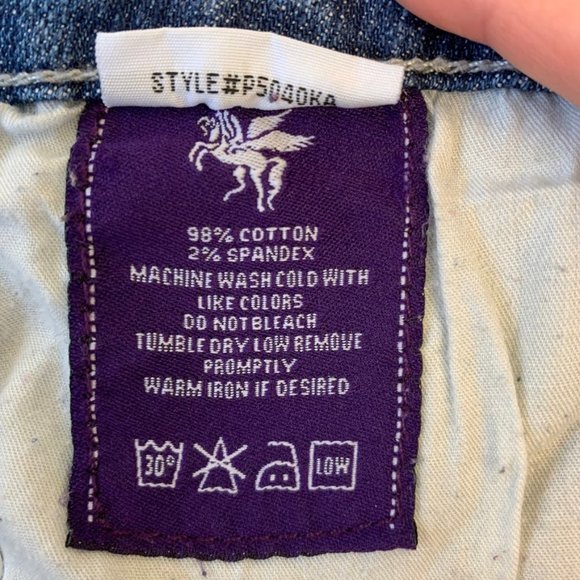 STYLE#P5040KA
98% COTTON
2% SPANDEX
MACHINE WASH COLD WITH
LIKE COLORS
DO NOT BLEACH
TUMBLE DRY LOW REMOVE
PROMPTLY
WARM IRON IF DESIRED
30° LOW